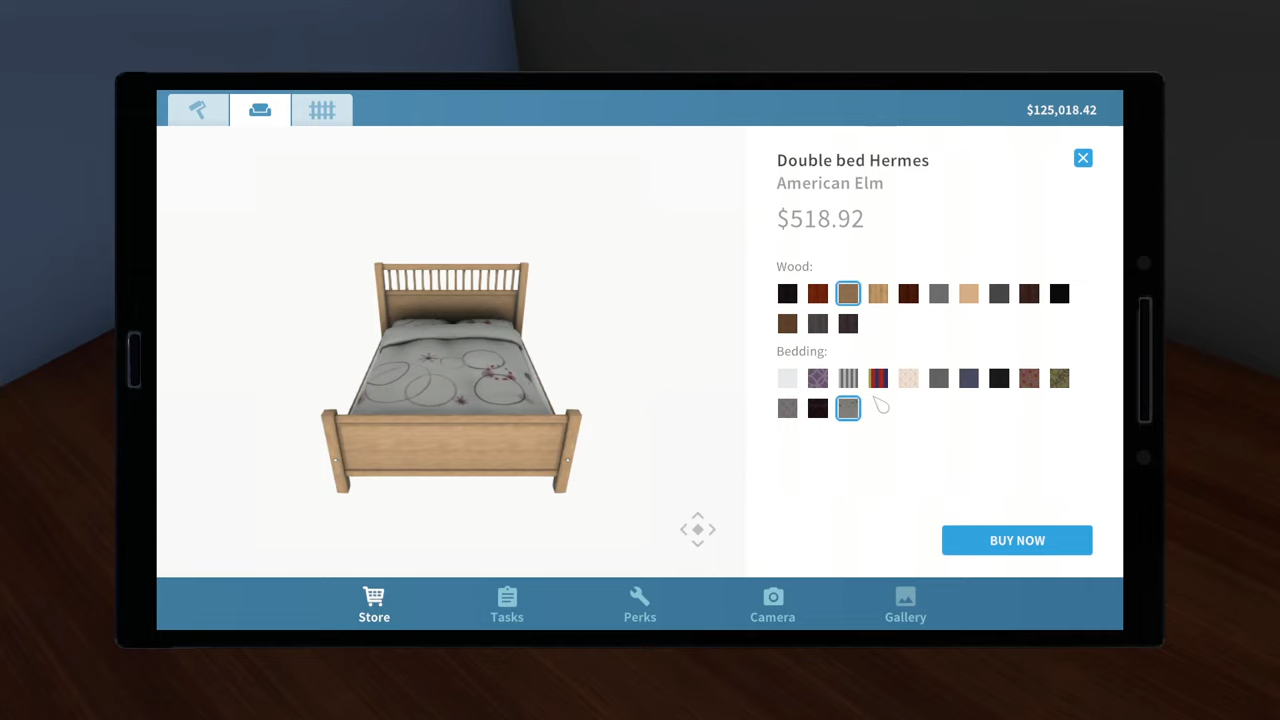 $125,018.42
Double bed Hermes
American Elm
$518.92
Wood:
Bedding:
BUY NOW
Store
Tasks
Perks
Camera
Gallery